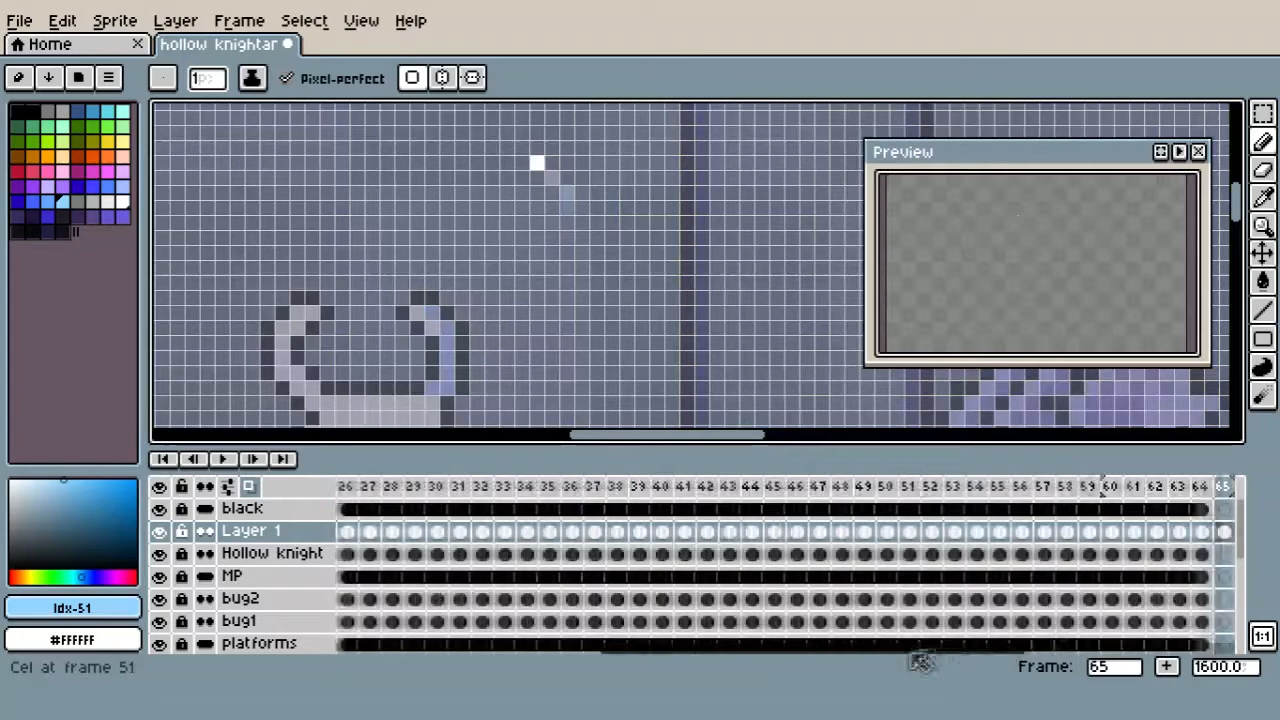 File Edit Sprite Layer Frame Select View Help
Home hollow knightar
1px Pixel-perfect
Preview
26 27 28 29 30 31 32 33 34 35 36 37 38 39 40 41 42 43 44 45 46 47 48 49 50 51 52 53 54 55 56 57 58 59 60 61 62 63 64 65
black
Layer 1
Hollow knight
MP
bug2
bug1
platforms
Idx-51
#FFFFFF
1:1
Cel at frame 51 Frame: 65 + 1600.0